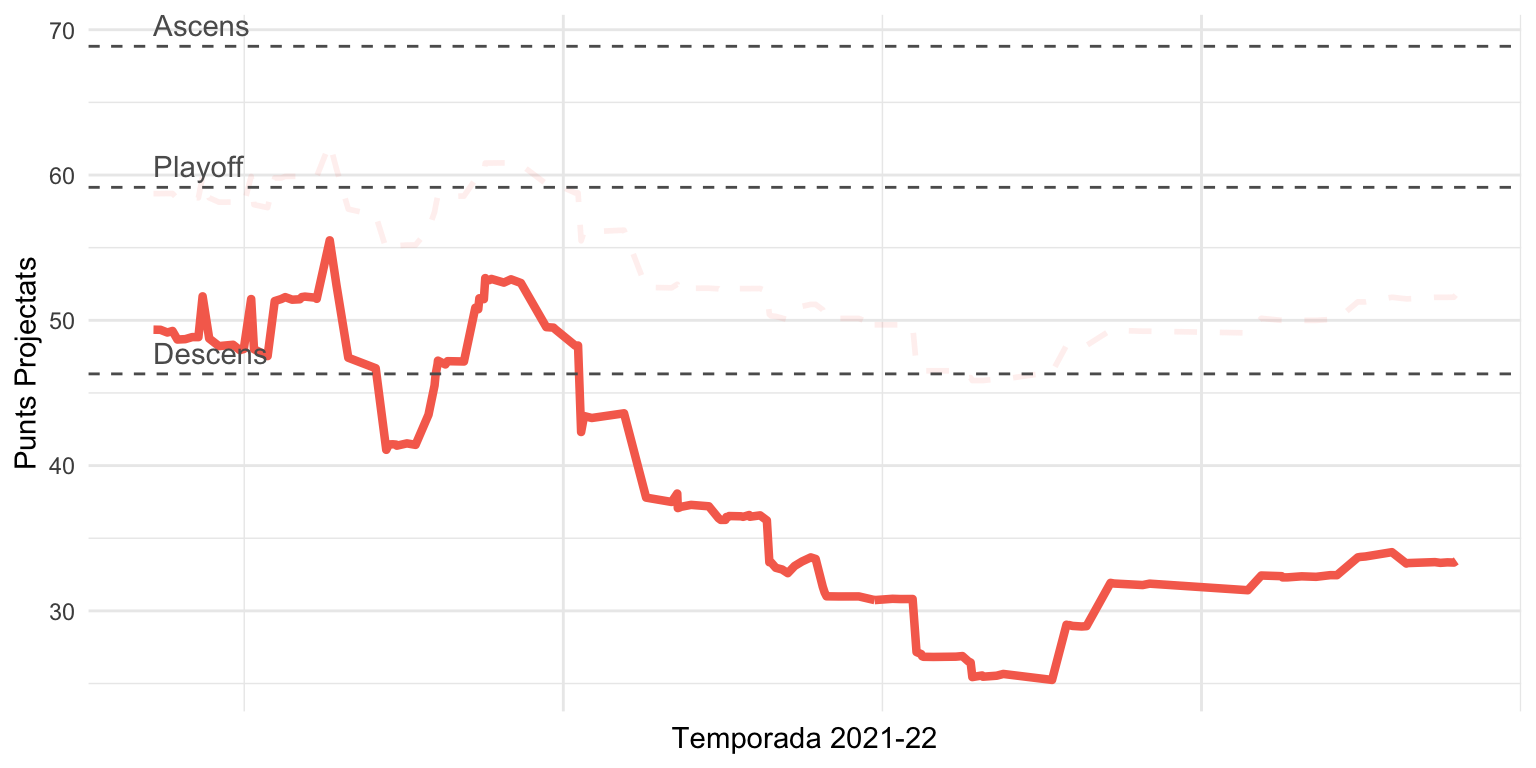 70
60
50
40
30
Punts Projectats
Ascens
Playoff
Descens
Temporada 2021-22